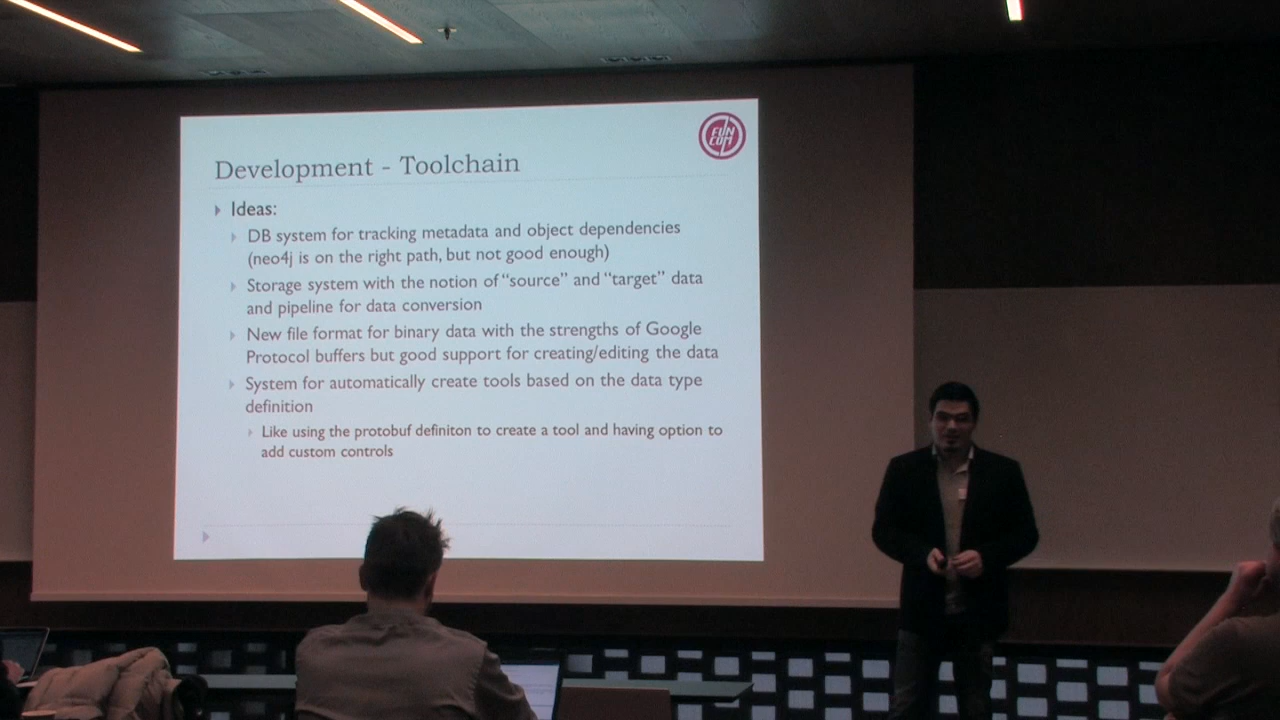 FUN
COM
Development - Toolchain
Ideas:
DB system for tracking metadata and object dependencies
(neo4j is on the right path, but not good enough)
Storage system with the notion of “source” and “target” data
and pipeline for data conversion
New file format for binary data with the strengths of Google
Protocol buffers but good support for creating/editing the data
System for automatically create tools based on the data type
definition
Like using the protobuf definiton to create a tool and having option to
add custom controls